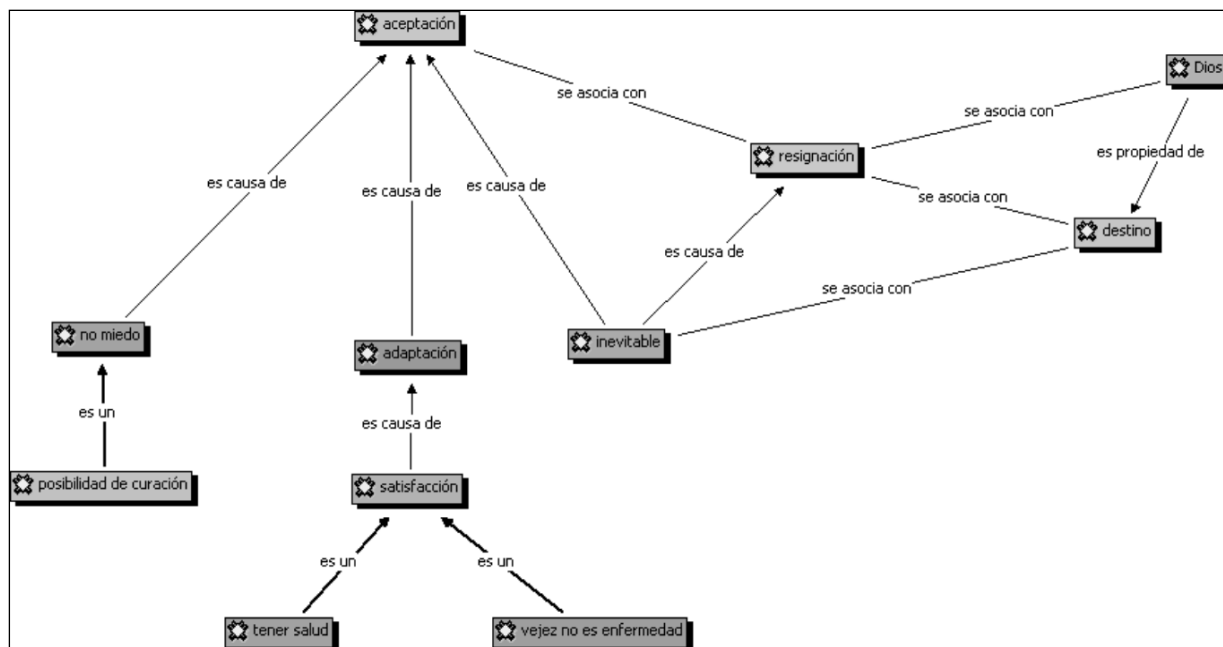 aceptación
Dios
se asocia con
se asocia con
es propiedad de
resignación
es causa de
es causa de
es causa de
se asocia con
destino
es causa de
se asocia con
no miedo
adaptación
inevitable
es un
es causa de
posibilidad de curación
satisfacción
es un
es un
tener salud
vejez no es enfermedad